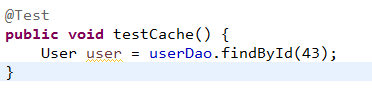 @Test
public void testCache() {
    User user = userDao.findById(43);
}